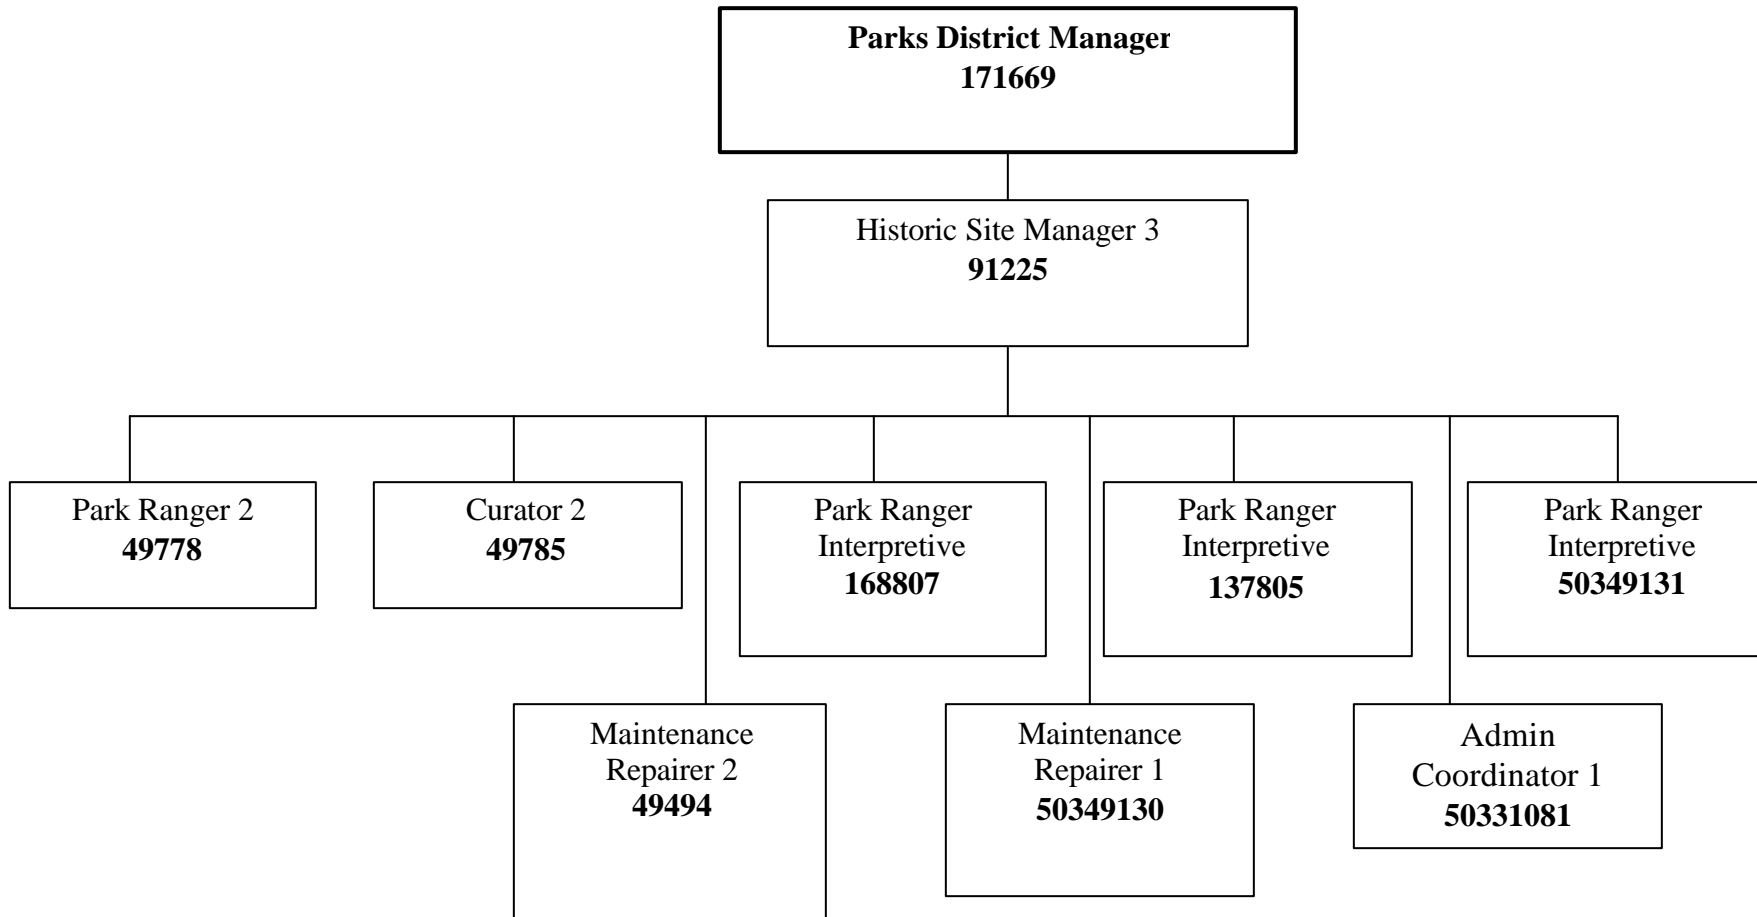 Parks District Manager
171669
Historic Site Manager 3
91225
Park Ranger 2
49778
Curator 2
49785
Park Ranger
Interpretive
168807
Park Ranger
Interpretive
137805
Park Ranger
Interpretive
50349131
Maintenance
Repairer 2
49494
Maintenance
Repairer 1
50349130
Admin
Coordinator 1
50331081